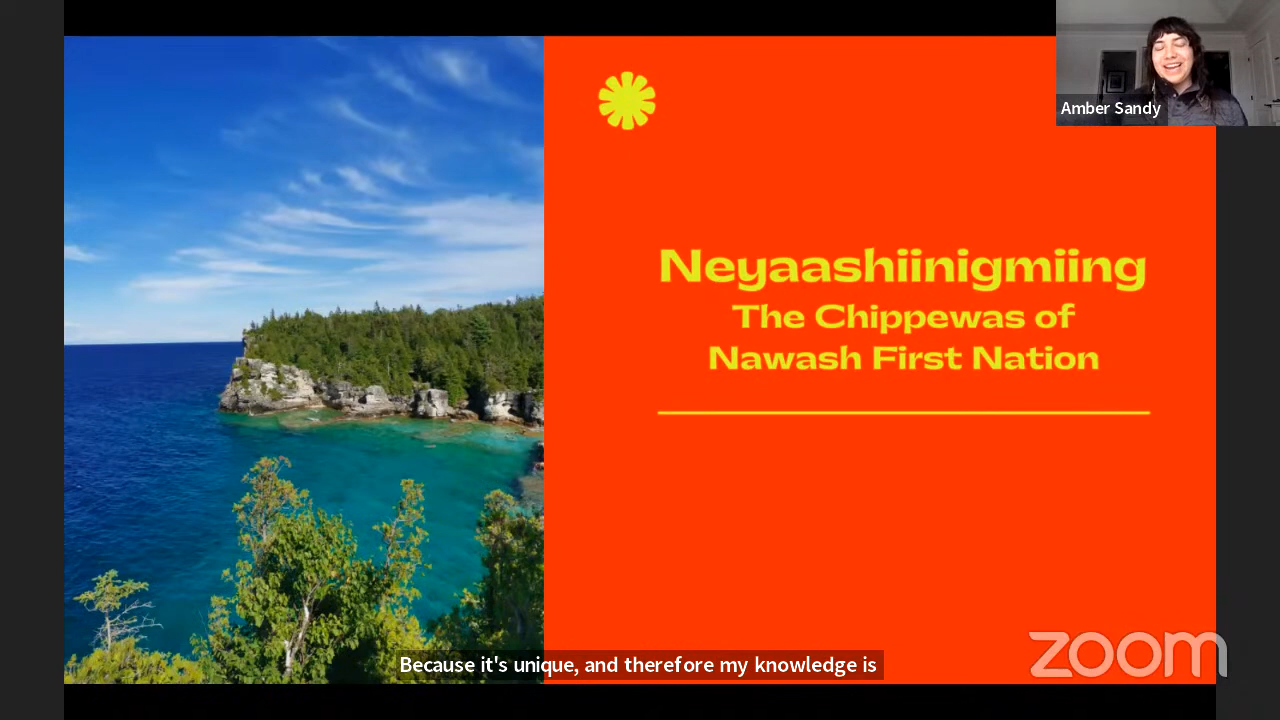 Amber Sandy
Neyaashiinigmiing
The Chippewas of
Nawash First Nation
Because it's unique, and therefore my knowledge is
zoom